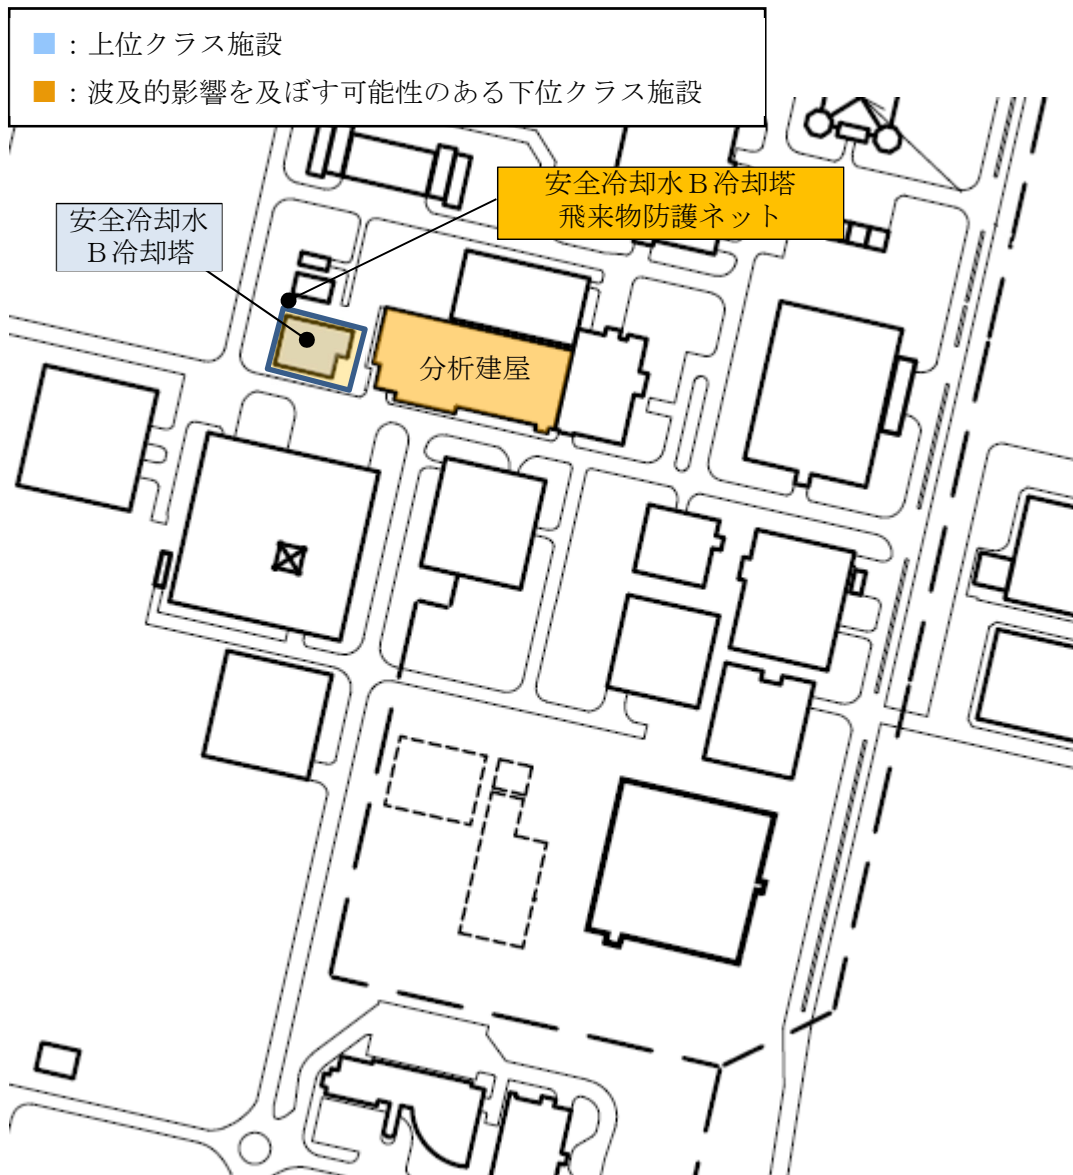 ■：上位クラス施設
■：波及的影響を及ぼす可能性のある下位クラス施設
安全冷却水Ｂ冷却塔
飛来物防護ネット
安全冷却水
Ｂ冷却塔
分析建屋